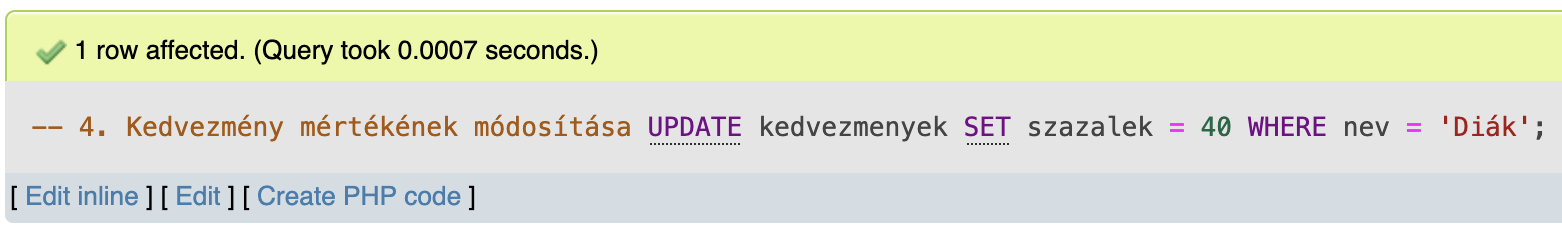 1 row affected. (Query took 0.0007 seconds.)
-- 4. Kedvezmény mértékének módosítása UPDATE kedvezmenyek SET szazalek = 40 WHERE nev = 'Diák';
[ Edit inline ] [ Edit ] [ Create PHP code ]